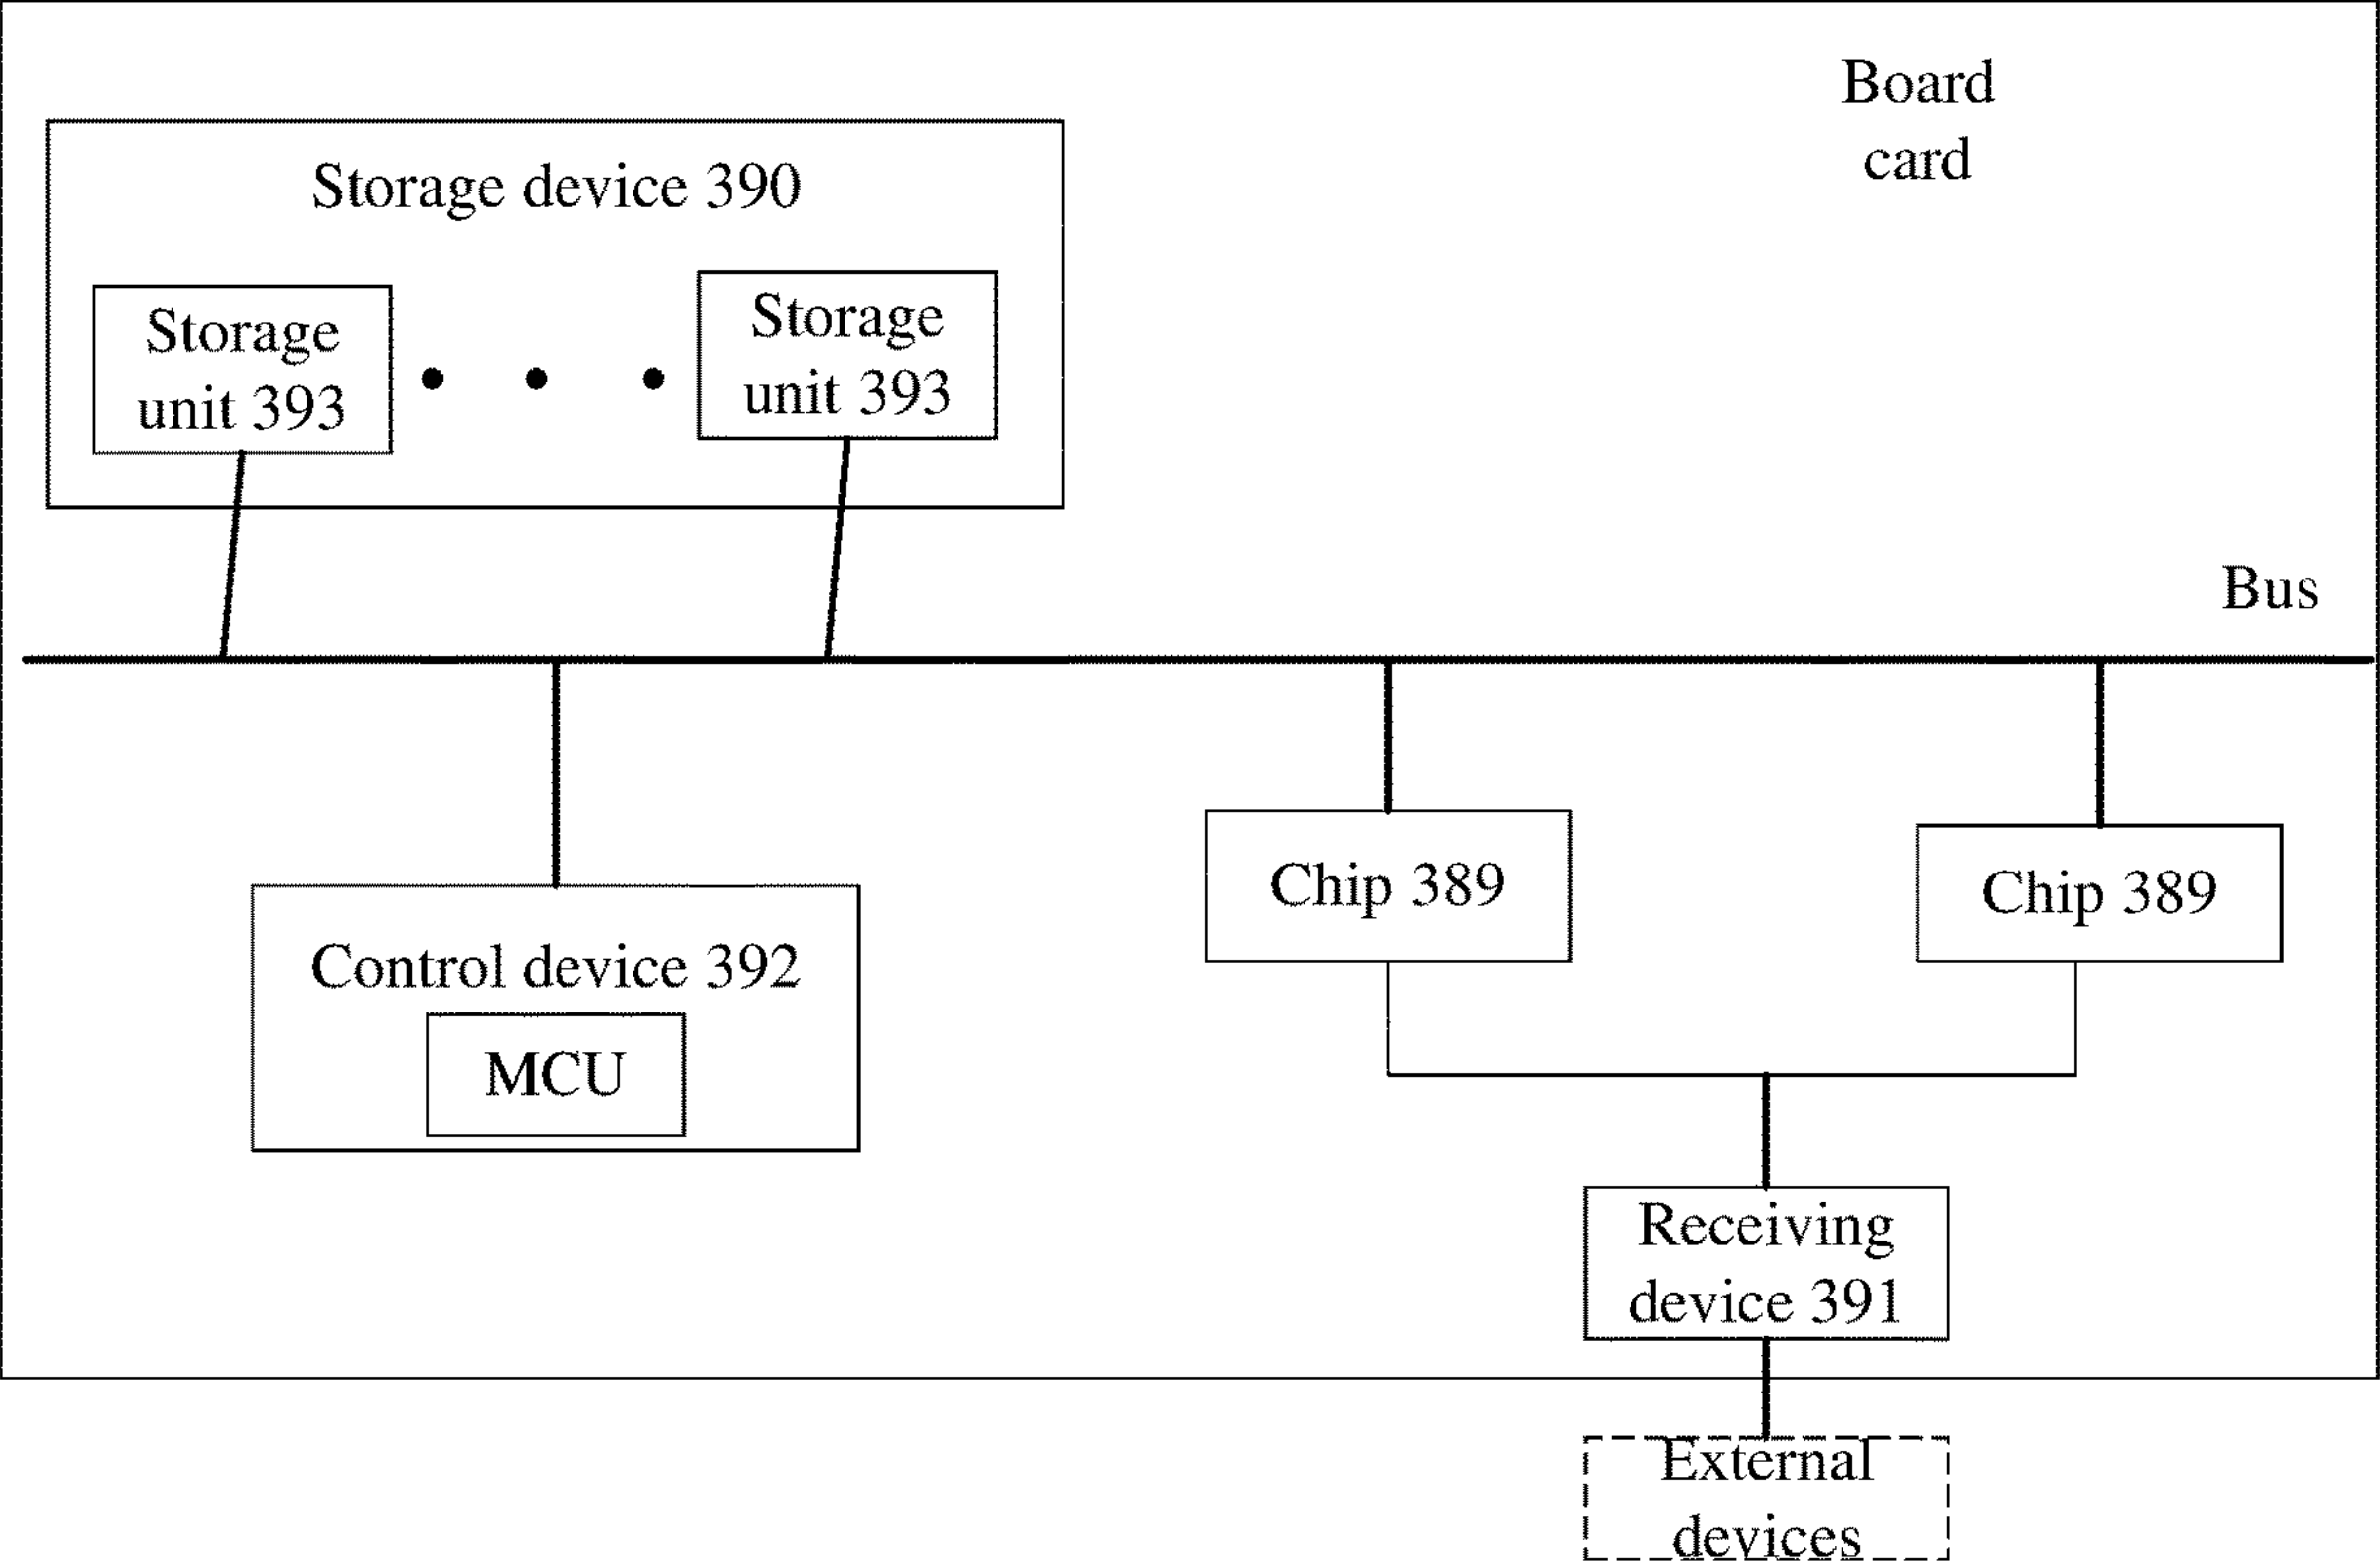 Board
card
Storage device 390
Storage
unit 393
Storage
unit 393
Bus
Chip 389
Chip 389
Control device 392
MCU
Receiving
device 391
External
devices